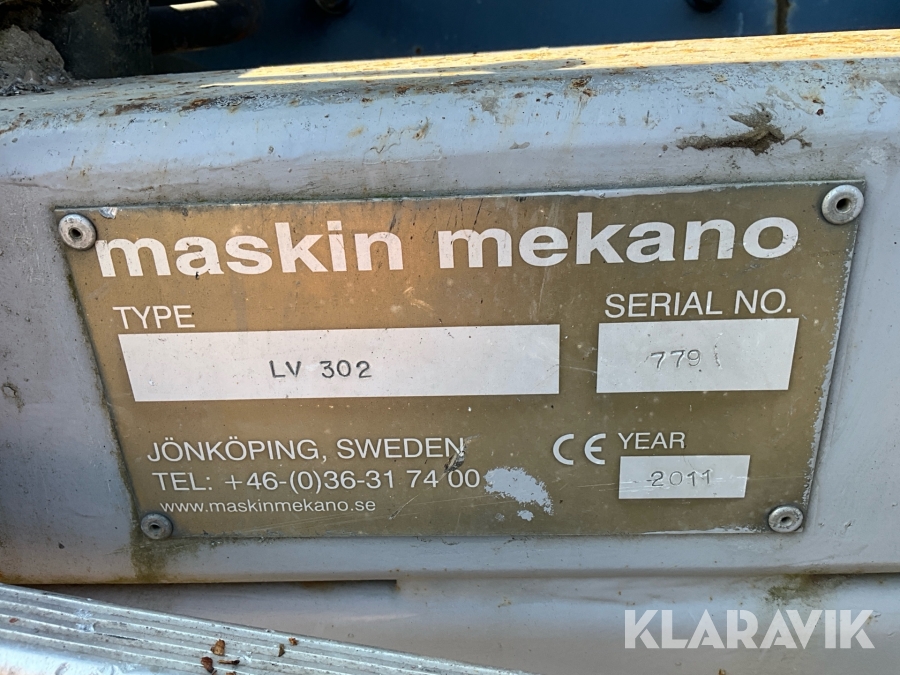 maskin mekano
TYPE
SERIAL NO.
LV 302
779
JÖNKÖPING, SWEDEN
CE YEAR
TEL: +46-(0)36-31 74 00
2011
www.maskinmekano.se
KLARAVIK